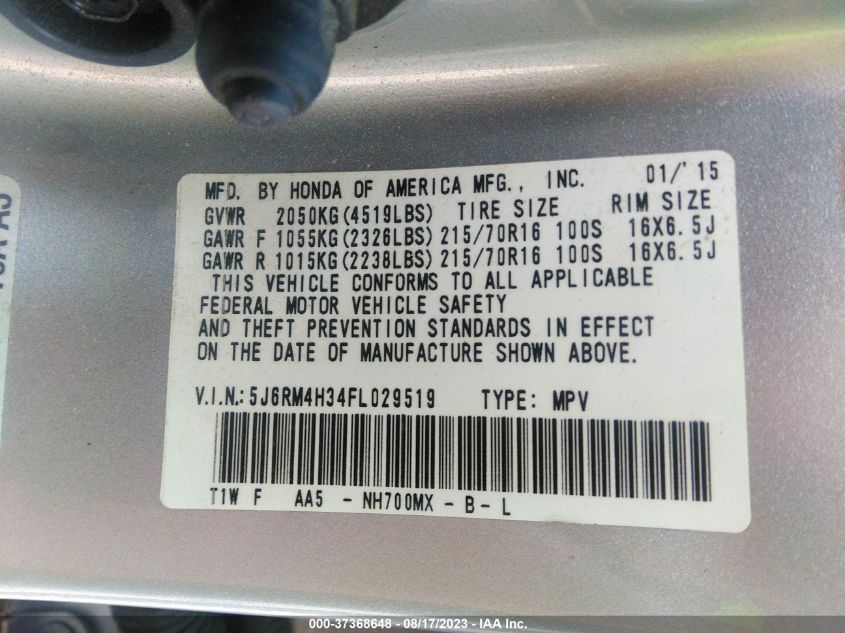 MFD. BY HONDA OF AMERICA MFG., INC. 01/'15
GVWR 2050KG(4519LBS) TIRE SIZE RIM SIZE
GAWR F 1055KG(2326LBS) 215/70R16 100S 16X6.5J
GAWR R 1015KG(2238LBS) 215/70R16 100S 16X6.5J
THIS VEHICLE CONFORMS TO ALL APPLICABLE
FEDERAL MOTOR VEHICLE SAFETY
AND THEFT PREVENTION STANDARDS IN EFFECT
ON THE DATE OF MANUFACTURE SHOWN ABOVE.
V.I.N.: 5J6RM4H34FL029519 TYPE: MPV
T1W F AA5 - NH700MX - B - L
000-37368648 - 08/17/2023 - IAA Inc.